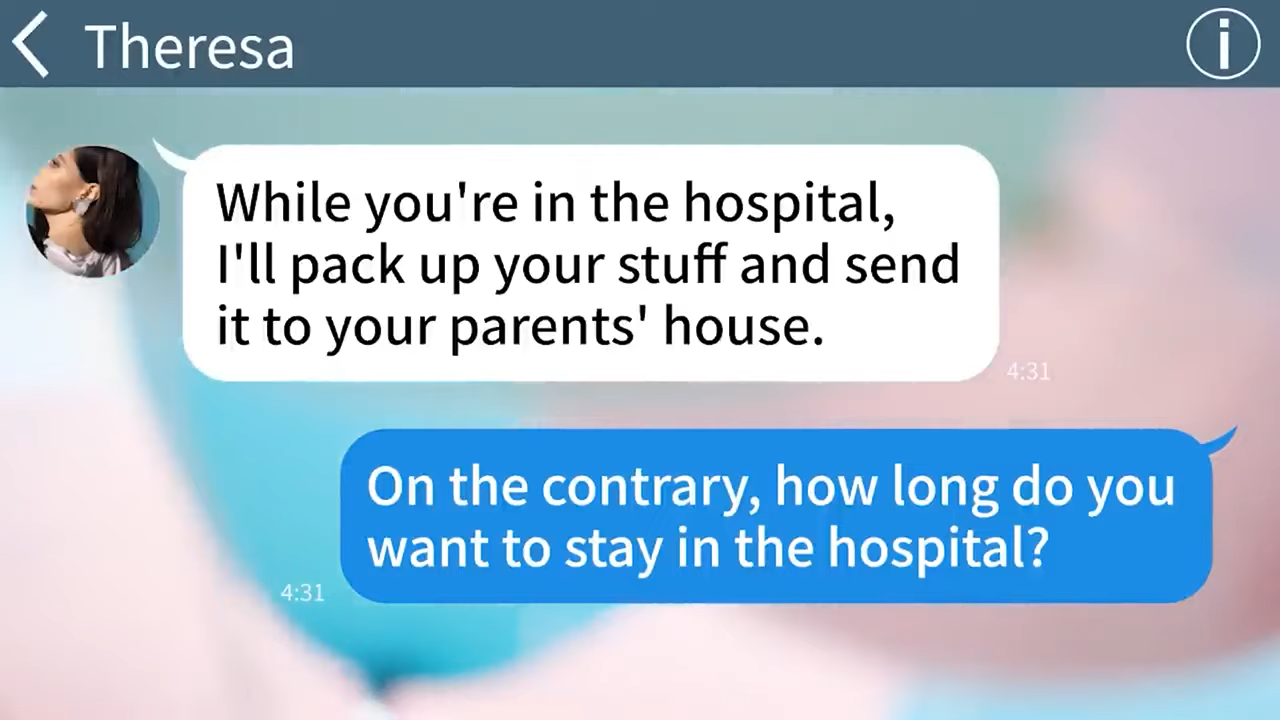 Theresa
While you're in the hospital,
I'll pack up your stuff and send
it to your parents' house.
4:31
On the contrary, how long do you
want to stay in the hospital?
4:31